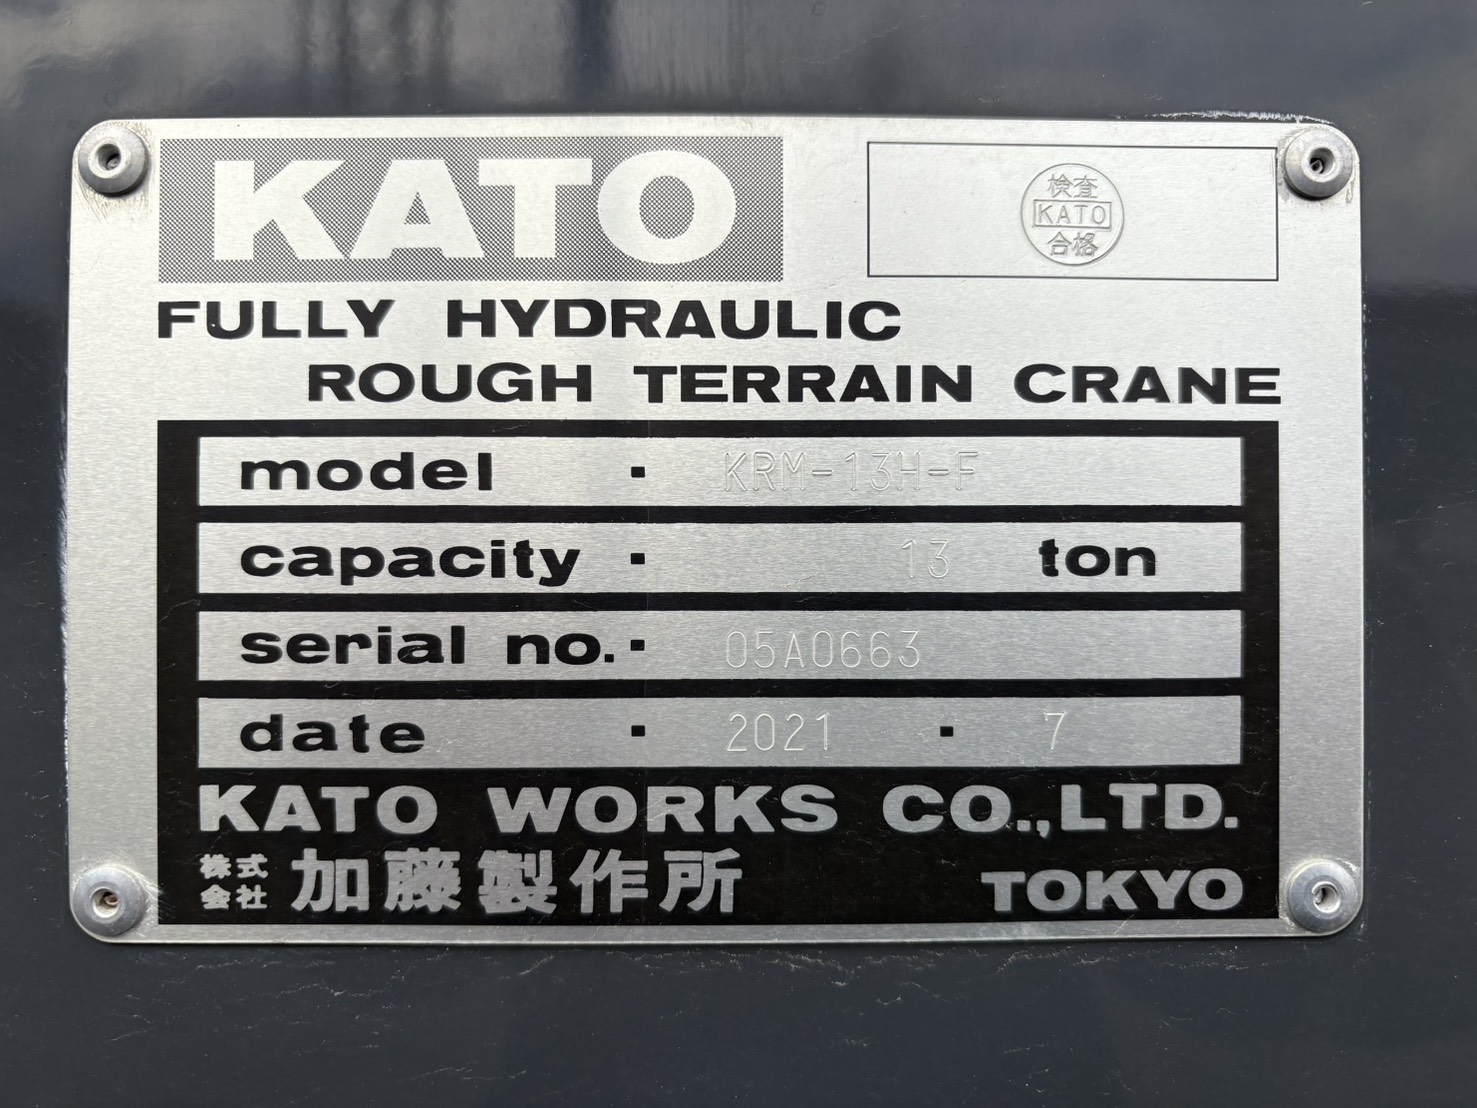 KATO
検査
KATO
合格
FULLY HYDRAULIC
ROUGH TERRAIN CRANE
model · KRM-13H-F
capacity · 13 ton
serial no. · 05A0663
date · 2021 · 7
KATO WORKS CO.,LTD.
株式会社 加藤製作所 TOKYO